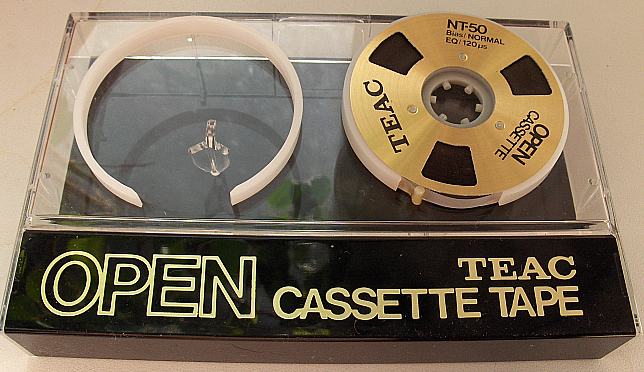 NT-50
Bias/NORMAL
EQ/120μs
TEAC
OPEN
CASSETTE
TEAC
OPEN CASSETTE TAPE